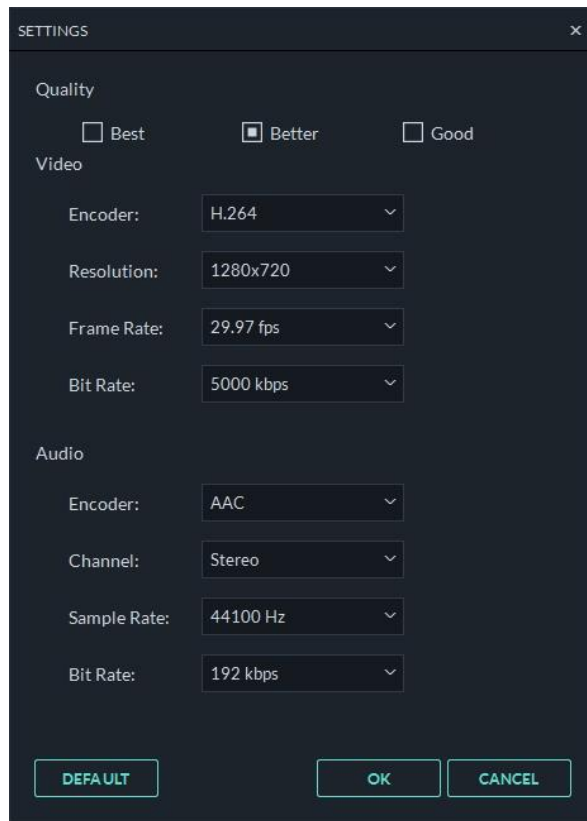 SETTINGS
Quality
Best Better Good
Video
Encoder: H.264
Resolution: 1280x720
Frame Rate: 29.97 fps
Bit Rate: 5000 kbps
Audio
Encoder: AAC
Channel: Stereo
Sample Rate: 44100 Hz
Bit Rate: 192 kbps
DEFAULT OK CANCEL